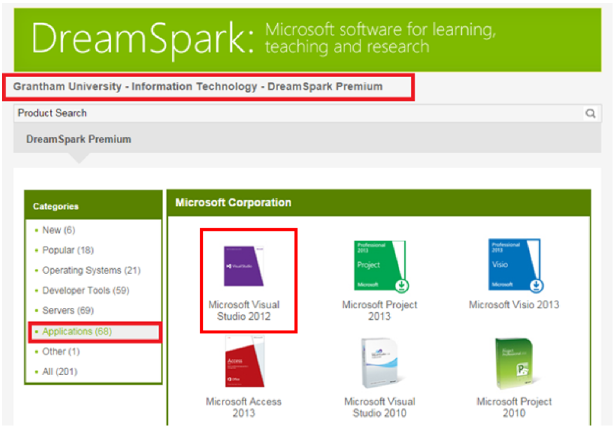 DreamSpark: Microsoft software for learning,
teaching and research
Grantham University - Information Technology - DreamSpark Premium
Product Search
DreamSpark Premium
Categories
New (6)
Popular (18)
Operating Systems (21)
Developer Tools (59)
Servers (69)
Applications (68)
Other (1)
All (201)
Microsoft Corporation
Visual Studio
Microsoft Visual
Studio 2012
Professional
2013
Project
Microsoft
Microsoft Project
2013
Professional
2013
Visio
Microsoft
Microsoft Visio 2013
Access
Microsoft Access
2013
Microsoft Visual
Studio 2010
Project
Microsoft Project
2010